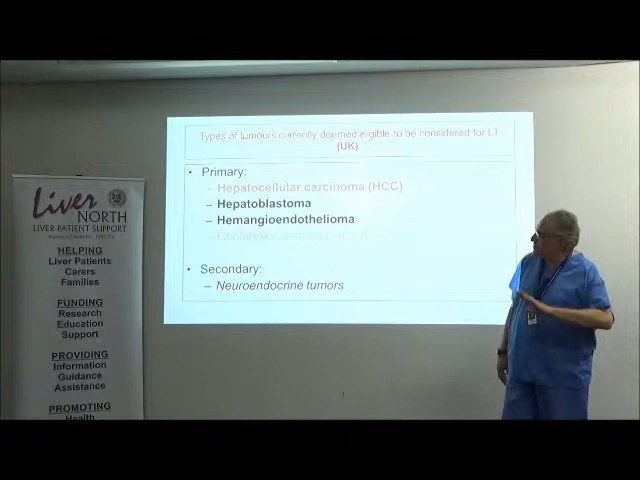 Types of tumours currently deemed eligible to be considered for LT
(UK)
• Primary:
– Hepatocellular carcinoma (HCC)
– Hepatoblastoma
– Hemangioendothelioma
• Secondary:
– Neuroendocrine tumors
Liver
NORTH
LIVER PATIENT SUPPORT
HELPING
Liver Patients
Carers
Families
FUNDING
Research
Education
Support
PROVIDING
Information
Guidance
Assistance
PROMOTING
Health